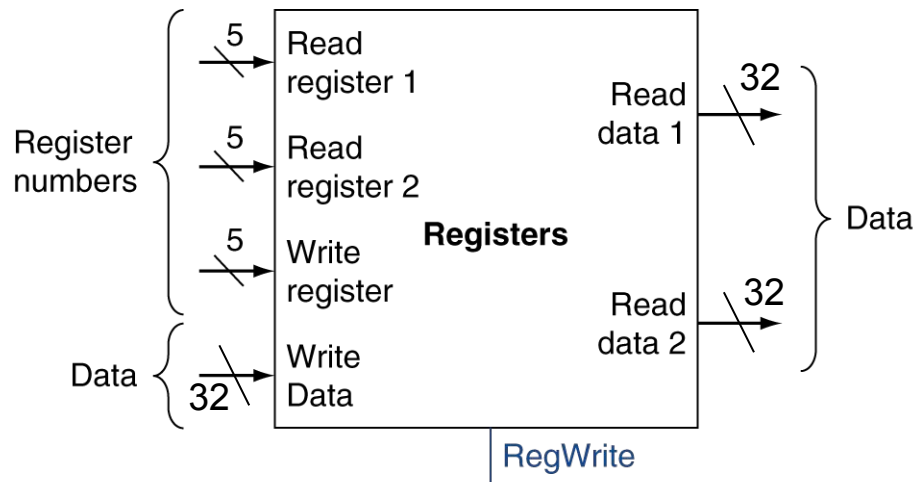 Register
numbers
Data
5
Read
register 1
5
Read
register 2
5
Write
register
32
Write
Data
Registers
Read
data 1
32
Read
data 2
32
Data
RegWrite